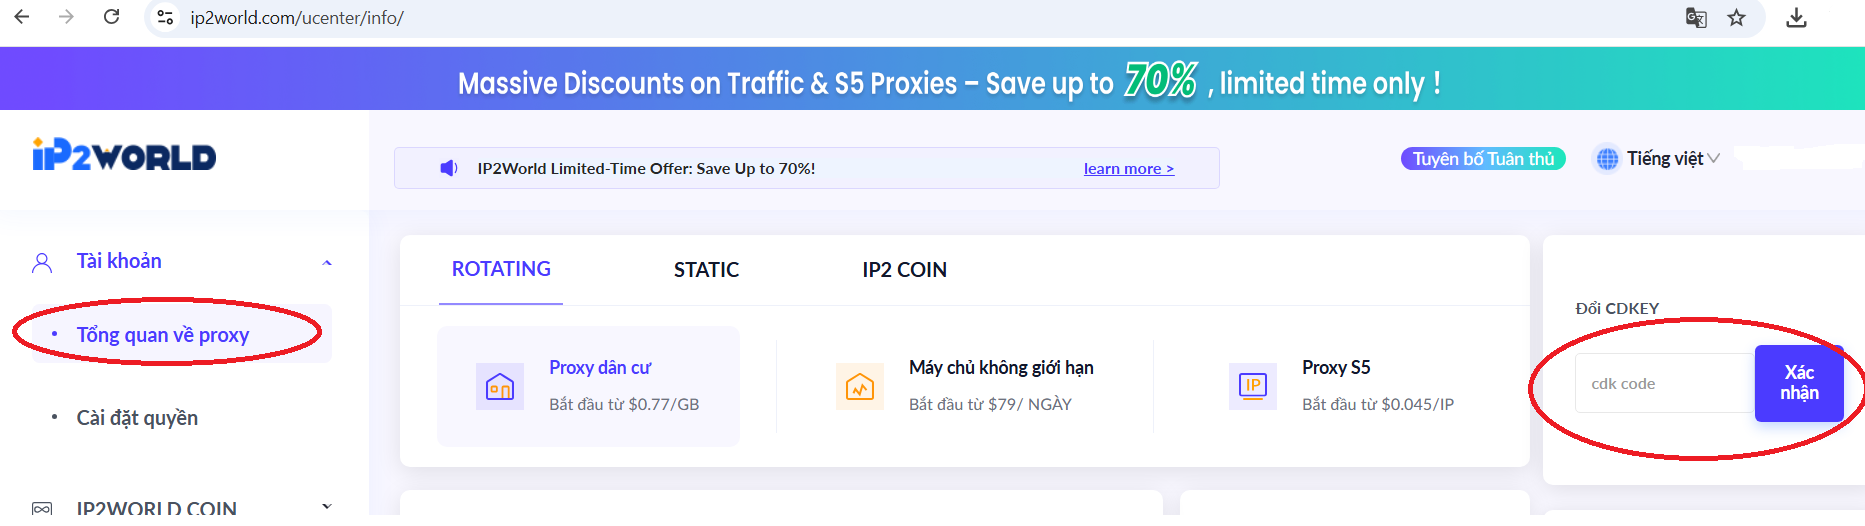 ip2world.com/ucenter/info/
Massive Discounts on Traffic & S5 Proxies – Save up to 70% , limited time only !
iP2WORLD
IP2World Limited-Time Offer: Save Up to 70%!
learn more >
Tuyên bố Tuân thủ
Tiếng việt
Tài khoản
Tổng quan về proxy
Cài đặt quyền
IP2WORLD COIN
ROTATING
STATIC
IP2 COIN
Proxy dân cư
Bắt đầu từ $0.77/GB
Máy chủ không giới hạn
Bắt đầu từ $79/ NGÀY
IP
Proxy S5
Bắt đầu từ $0.045/IP
Đổi CDKEY
cdk code
Xác
nhận